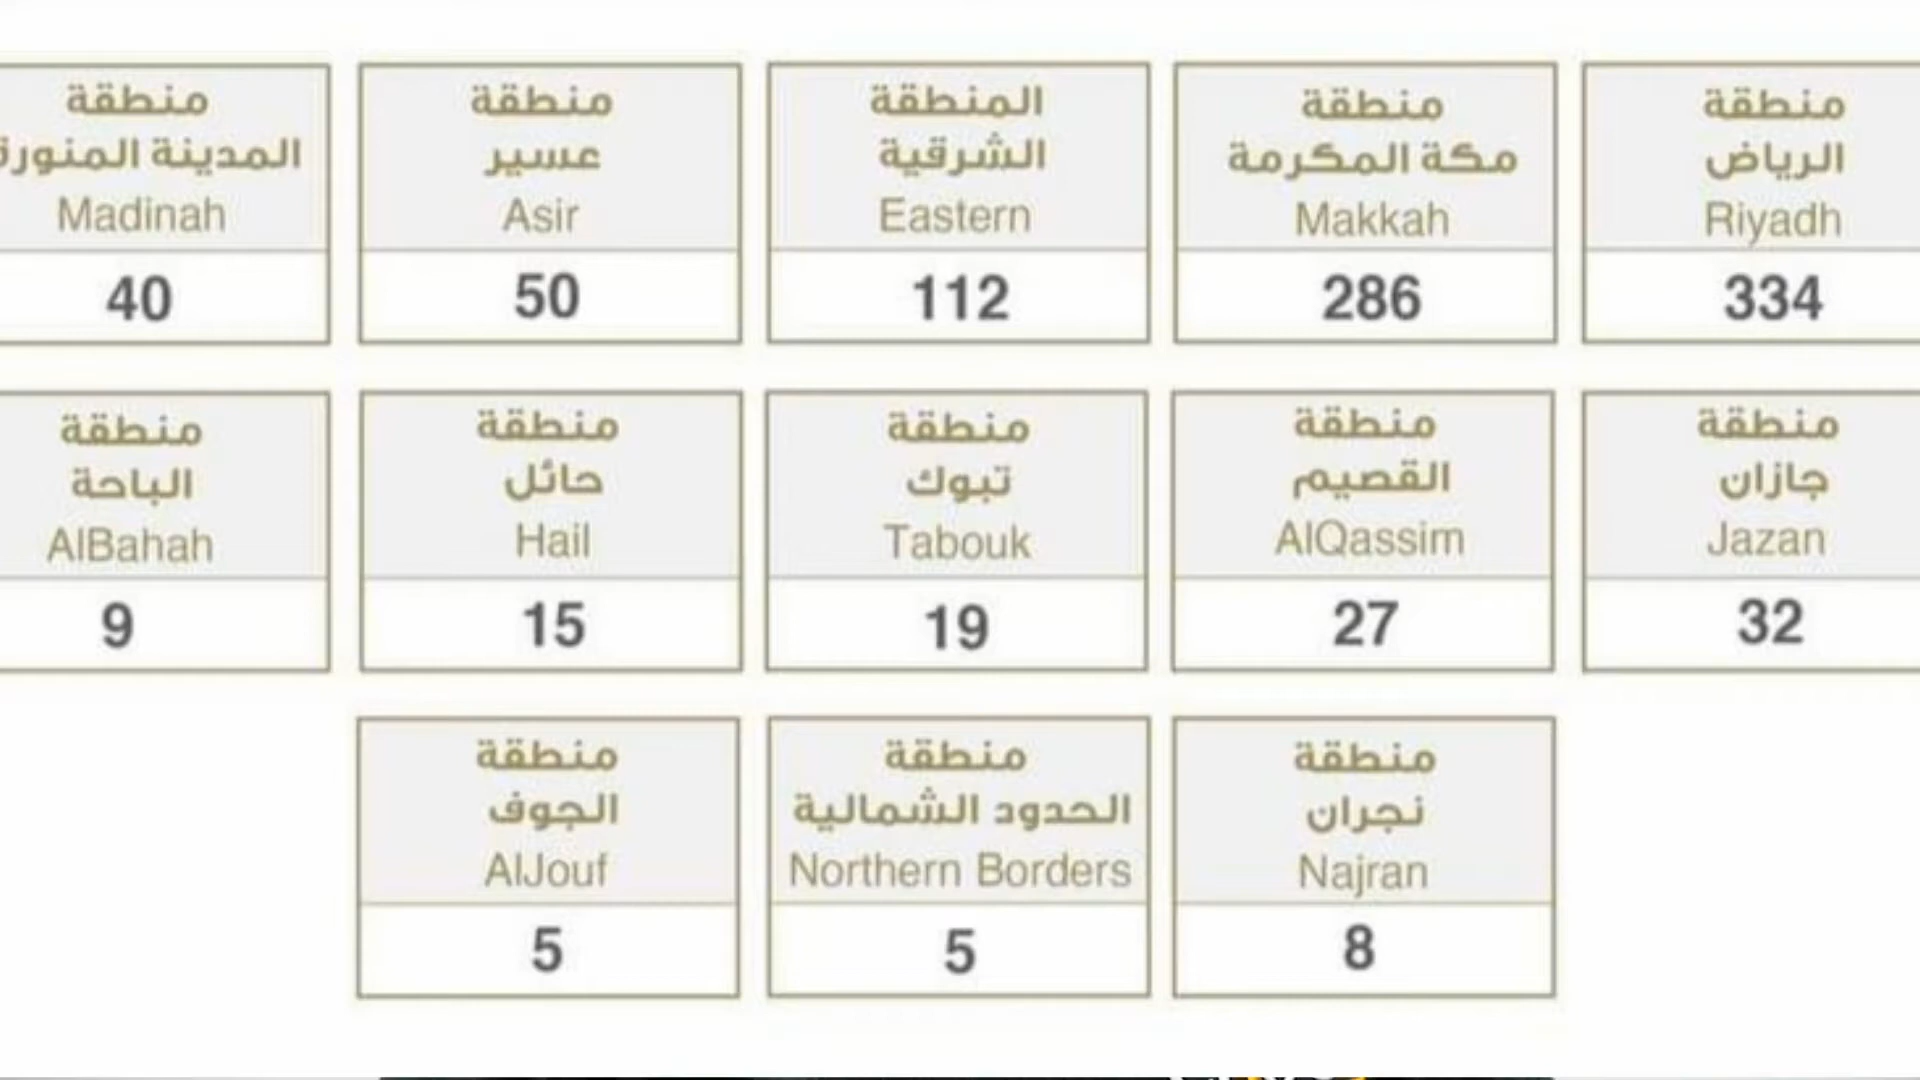 منطقة
الرياض
Riyadh
334
منطقة
مكة المكرمة
Makkah
286
المنطقة
الشرقية
Eastern
112
منطقة
عسير
Asir
50
منطقة
المدينة المنورة
Madinah
40
منطقة
جازان
Jazan
32
منطقة
القصيم
AlQassim
27
منطقة
تبوك
Tabouk
19
منطقة
حائل
Hail
15
منطقة
الباحة
AlBahah
9
منطقة
نجران
Najran
8
منطقة
الحدود الشمالية
Northern Borders
5
منطقة
الجوف
AlJouf
5